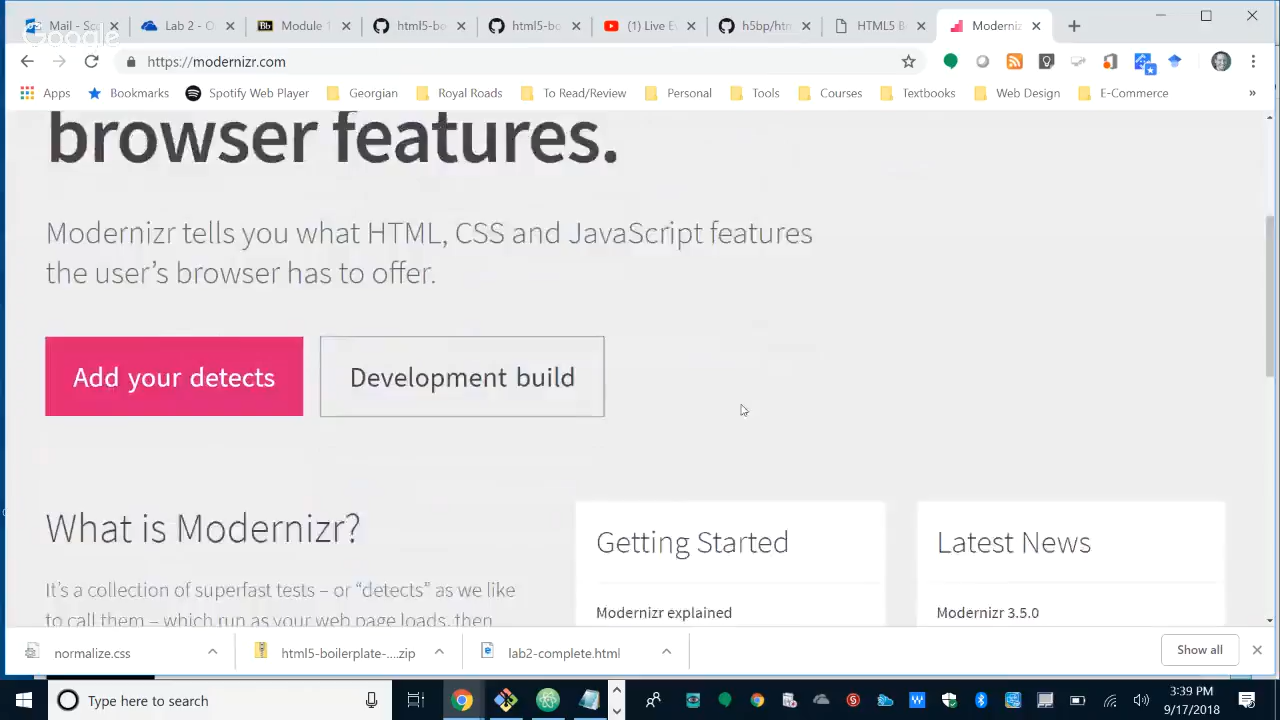 Mail - Sc
Lab 2 - O
Bb
Module 1
html5-bo
html5-bo
(1) Live E
h5bp/htm
HTML5 B
Moderniz
Google
https://modernizr.com
Apps
Bookmarks
Spotify Web Player
Georgian
Royal Roads
To Read/Review
Personal
Tools
Courses
Textbooks
Web Design
E-Commerce
»
browser features.
Modernizr tells you what HTML, CSS and JavaScript features
the user’s browser has to offer.
Add your detects
Development build
What is Modernizr?
It’s a collection of superfast tests – or “detects” as we like
to call them – which run as your web page loads, then
Getting Started
Modernizr explained
Latest News
Modernizr 3.5.0
normalize.css
html5-boilerplate-....zip
lab2-complete.html
Show all
Type here to search
3:39 PM
9/17/2018